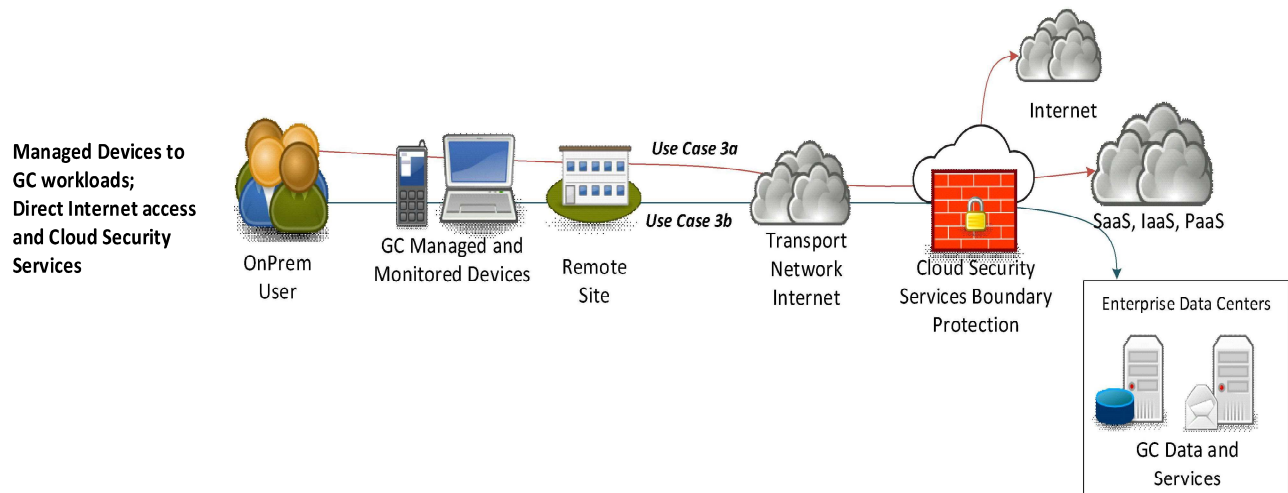 Managed Devices to
GC workloads;
Direct Internet access
and Cloud Security
Services
OnPrem
User
GC Managed and
Monitored Devices
Remote
Site
Use Case 3a
Use Case 3b
Transport
Network
Internet
Cloud Security
Services Boundary
Protection
Internet
SaaS, IaaS, PaaS
Enterprise Data Centers
GC Data and
Services